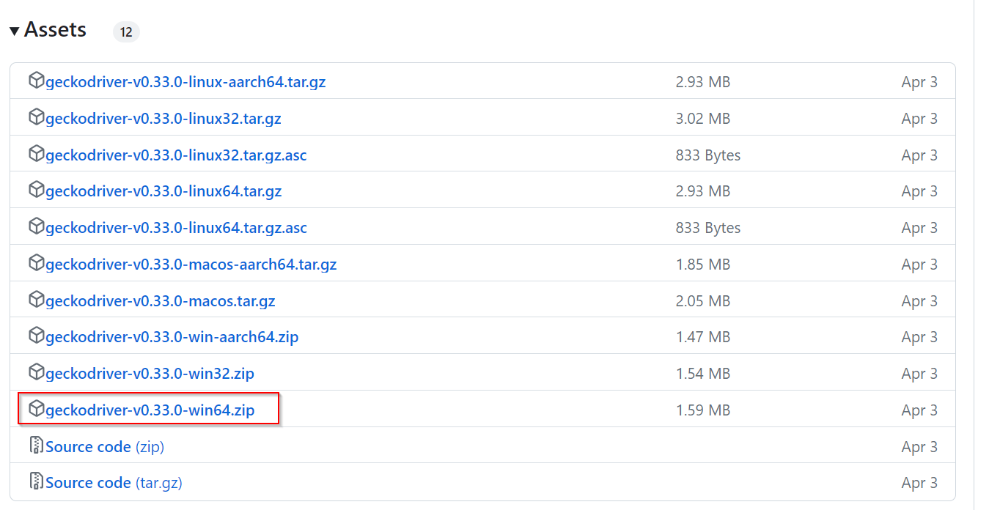 Assets 12
geckodriver-v0.33.0-linux-aarch64.tar.gz 2.93 MB Apr 3
geckodriver-v0.33.0-linux32.tar.gz 3.02 MB Apr 3
geckodriver-v0.33.0-linux32.tar.gz.asc 833 Bytes Apr 3
geckodriver-v0.33.0-linux64.tar.gz 2.93 MB Apr 3
geckodriver-v0.33.0-linux64.tar.gz.asc 833 Bytes Apr 3
geckodriver-v0.33.0-macos-aarch64.tar.gz 1.85 MB Apr 3
geckodriver-v0.33.0-macos.tar.gz 2.05 MB Apr 3
geckodriver-v0.33.0-win-aarch64.zip 1.47 MB Apr 3
geckodriver-v0.33.0-win32.zip 1.54 MB Apr 3
geckodriver-v0.33.0-win64.zip 1.59 MB Apr 3
Source code (zip) Apr 3
Source code (tar.gz) Apr 3